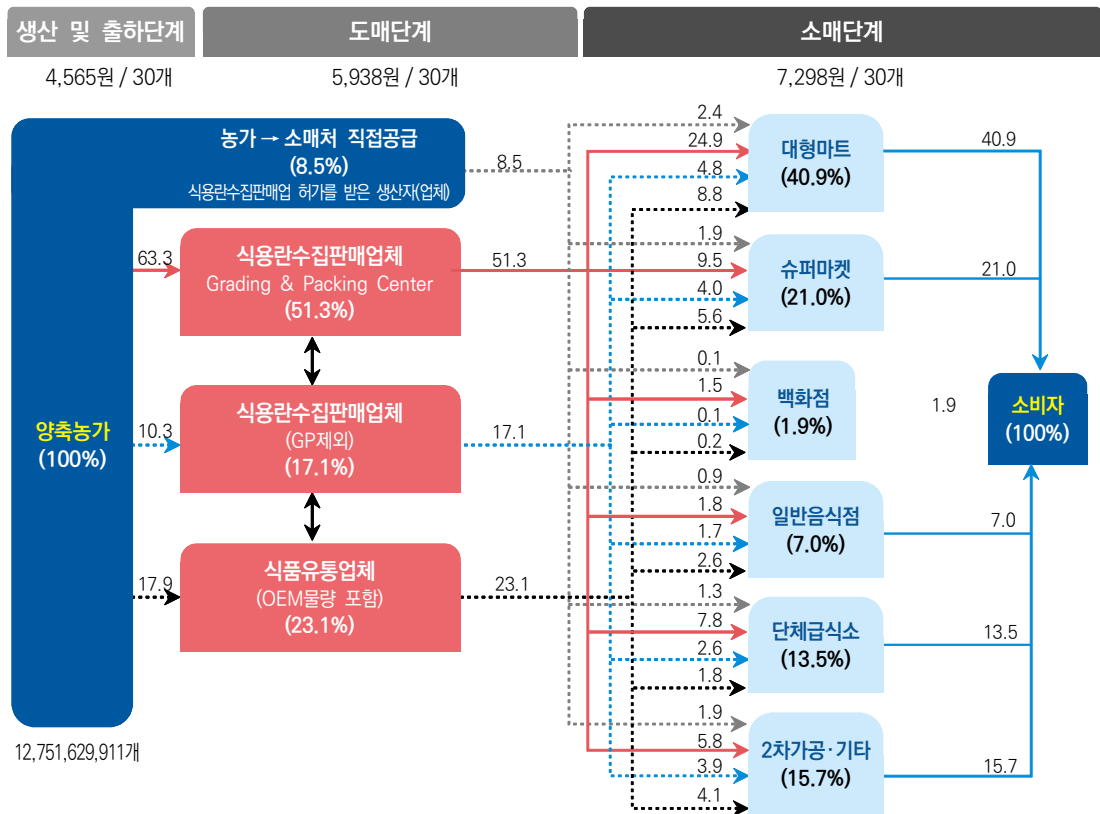 생산 및 출하단계
도매단계
소매단계
4,565원 / 30개
5,938원 / 30개
7,298원 / 30개
농가 → 소매처 직접공급
(8.5%)
식용란수집판매업 허가를 받은 생산자(업체)
8.5
양축농가
(100%)
12,751,629,911개
63.3
식용란수집판매업체
Grading & Packing Center
(51.3%)
51.3
10.3
식용란수집판매업체
(GP제외)
(17.1%)
17.1
17.9
식품유통업체
(OEM물량 포함)
(23.1%)
23.1
2.4
24.9
4.8
8.8
대형마트
(40.9%)
40.9
1.9
9.5
4.0
5.6
슈퍼마켓
(21.0%)
21.0
0.1
1.5
0.1
0.2
백화점
(1.9%)
1.9
0.9
1.8
1.7
2.6
일반음식점
(7.0%)
7.0
1.3
7.8
2.6
1.8
단체급식소
(13.5%)
13.5
1.9
5.8
3.9
4.1
2차가공·기타
(15.7%)
15.7
소비자
(100%)